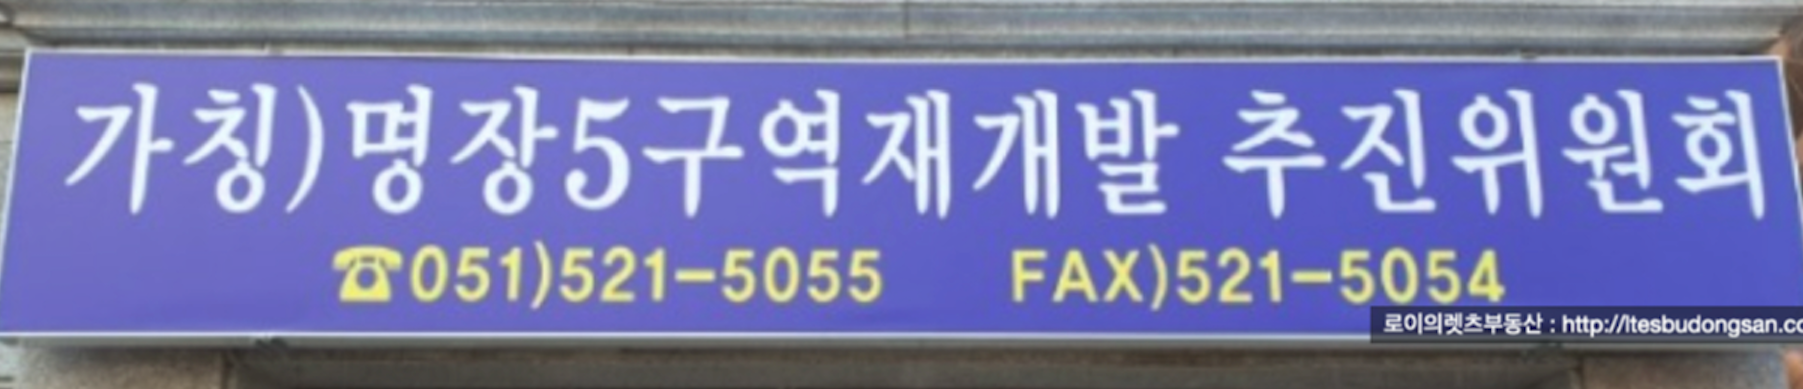 가칭)명장5구역재개발 추진위원회
☎051)521-5055 FAX)521-5054
로이의렛츠부동산 : http://ltesbudongsan.co